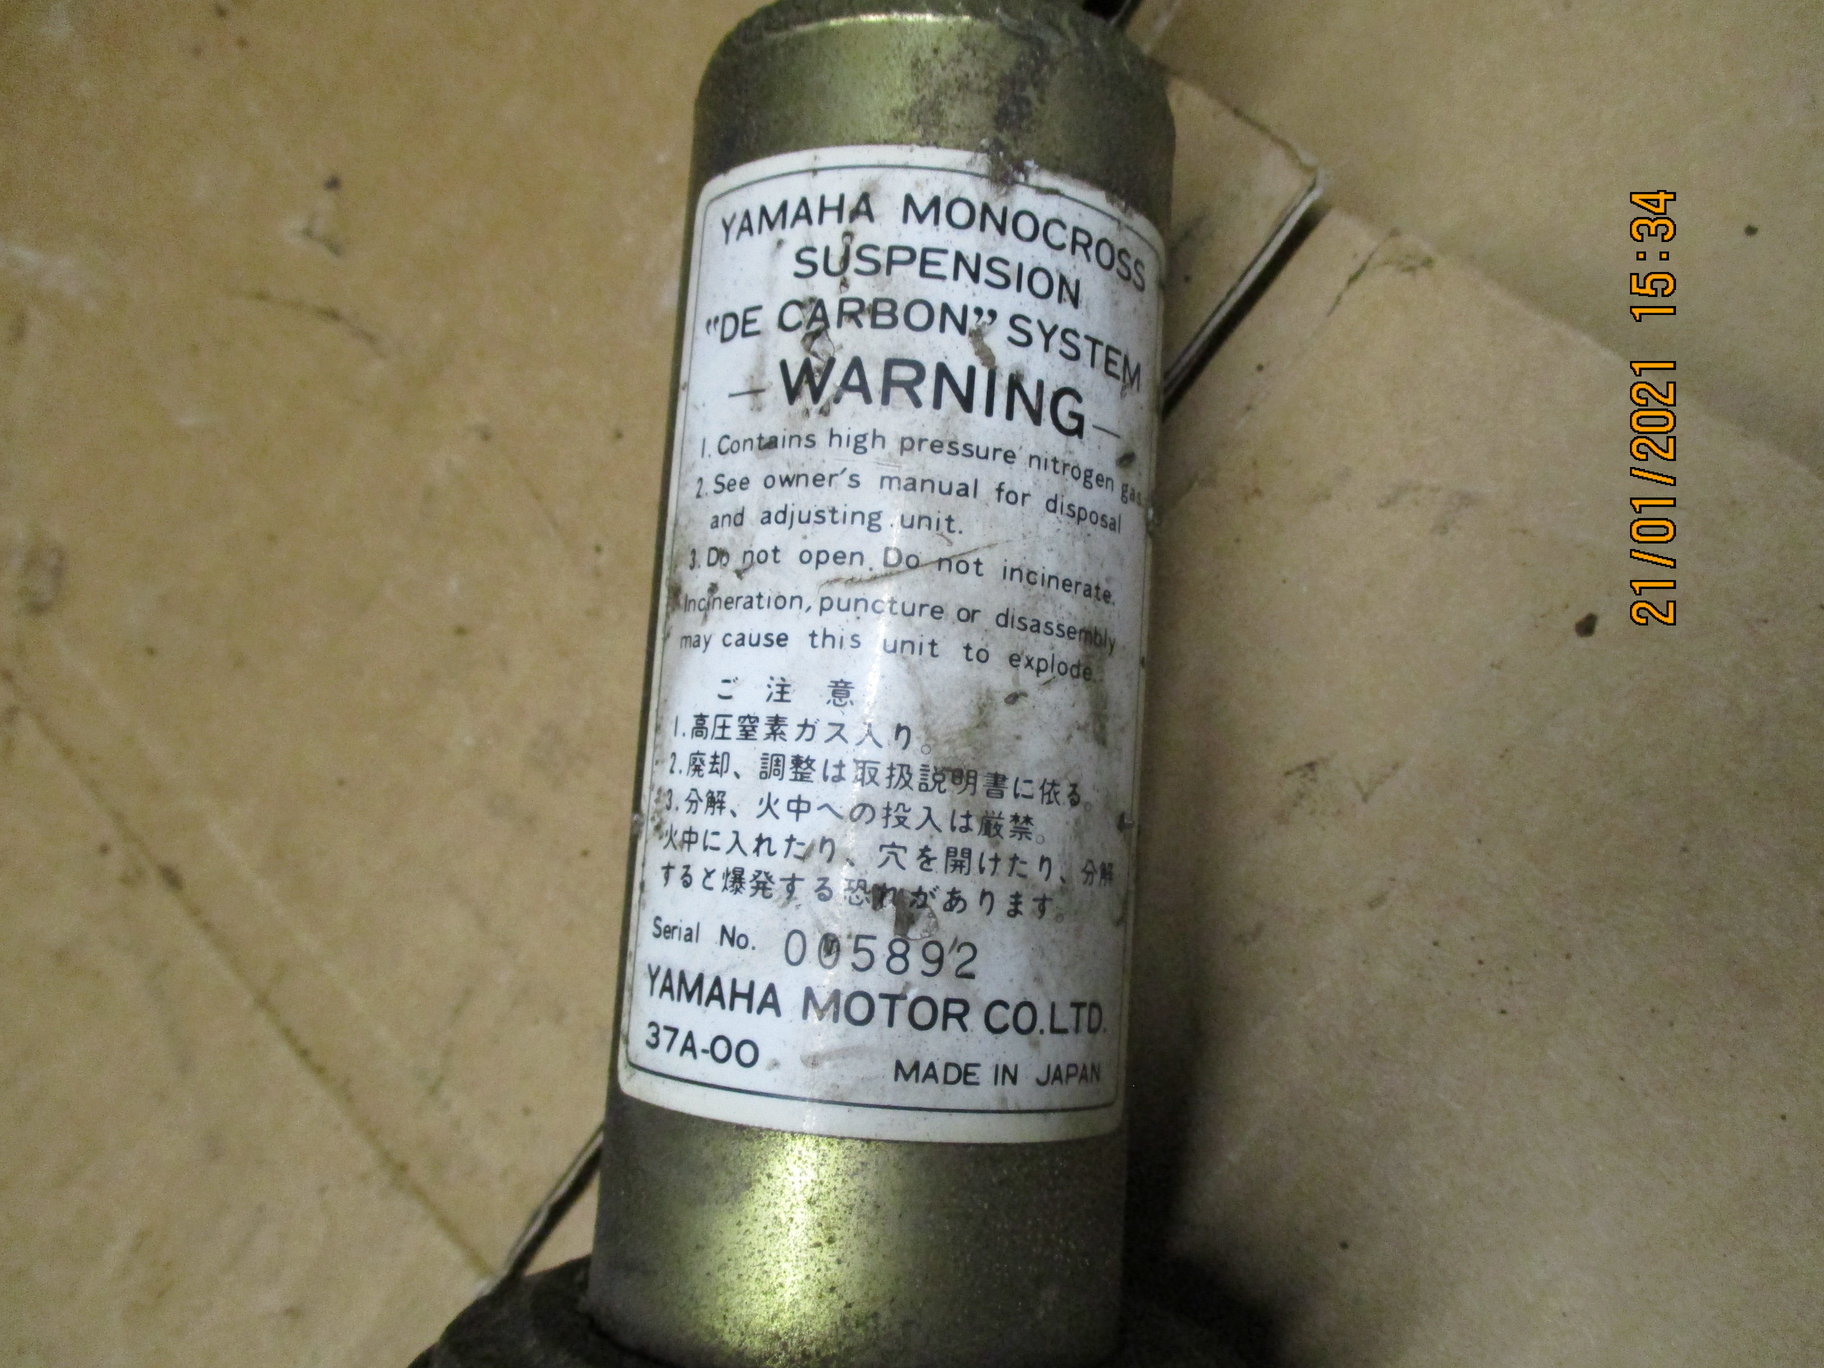 YAMAHA MONOCROSS
SUSPENSION
“DE CARBON” SYSTEM
—WARNING—
1. Contains high pressure nitrogen gas.
2. See owner's manual for disposal
and adjusting unit.
3. Do not open. Do not incinerate.
Incineration, puncture or disassembly
may cause this unit to explode.
ご注意
1.高圧窒素ガス入り。
2.廃却、調整は取扱説明書に依る。
3.分解、火中への投入は厳禁。
火中に入れたり、穴を開けたり、分解
すると爆発する恐れがあります。
Serial No. 005892
YAMAHA MOTOR CO.LTD.
37A-00
MADE IN JAPAN
21/01/2021 15:34